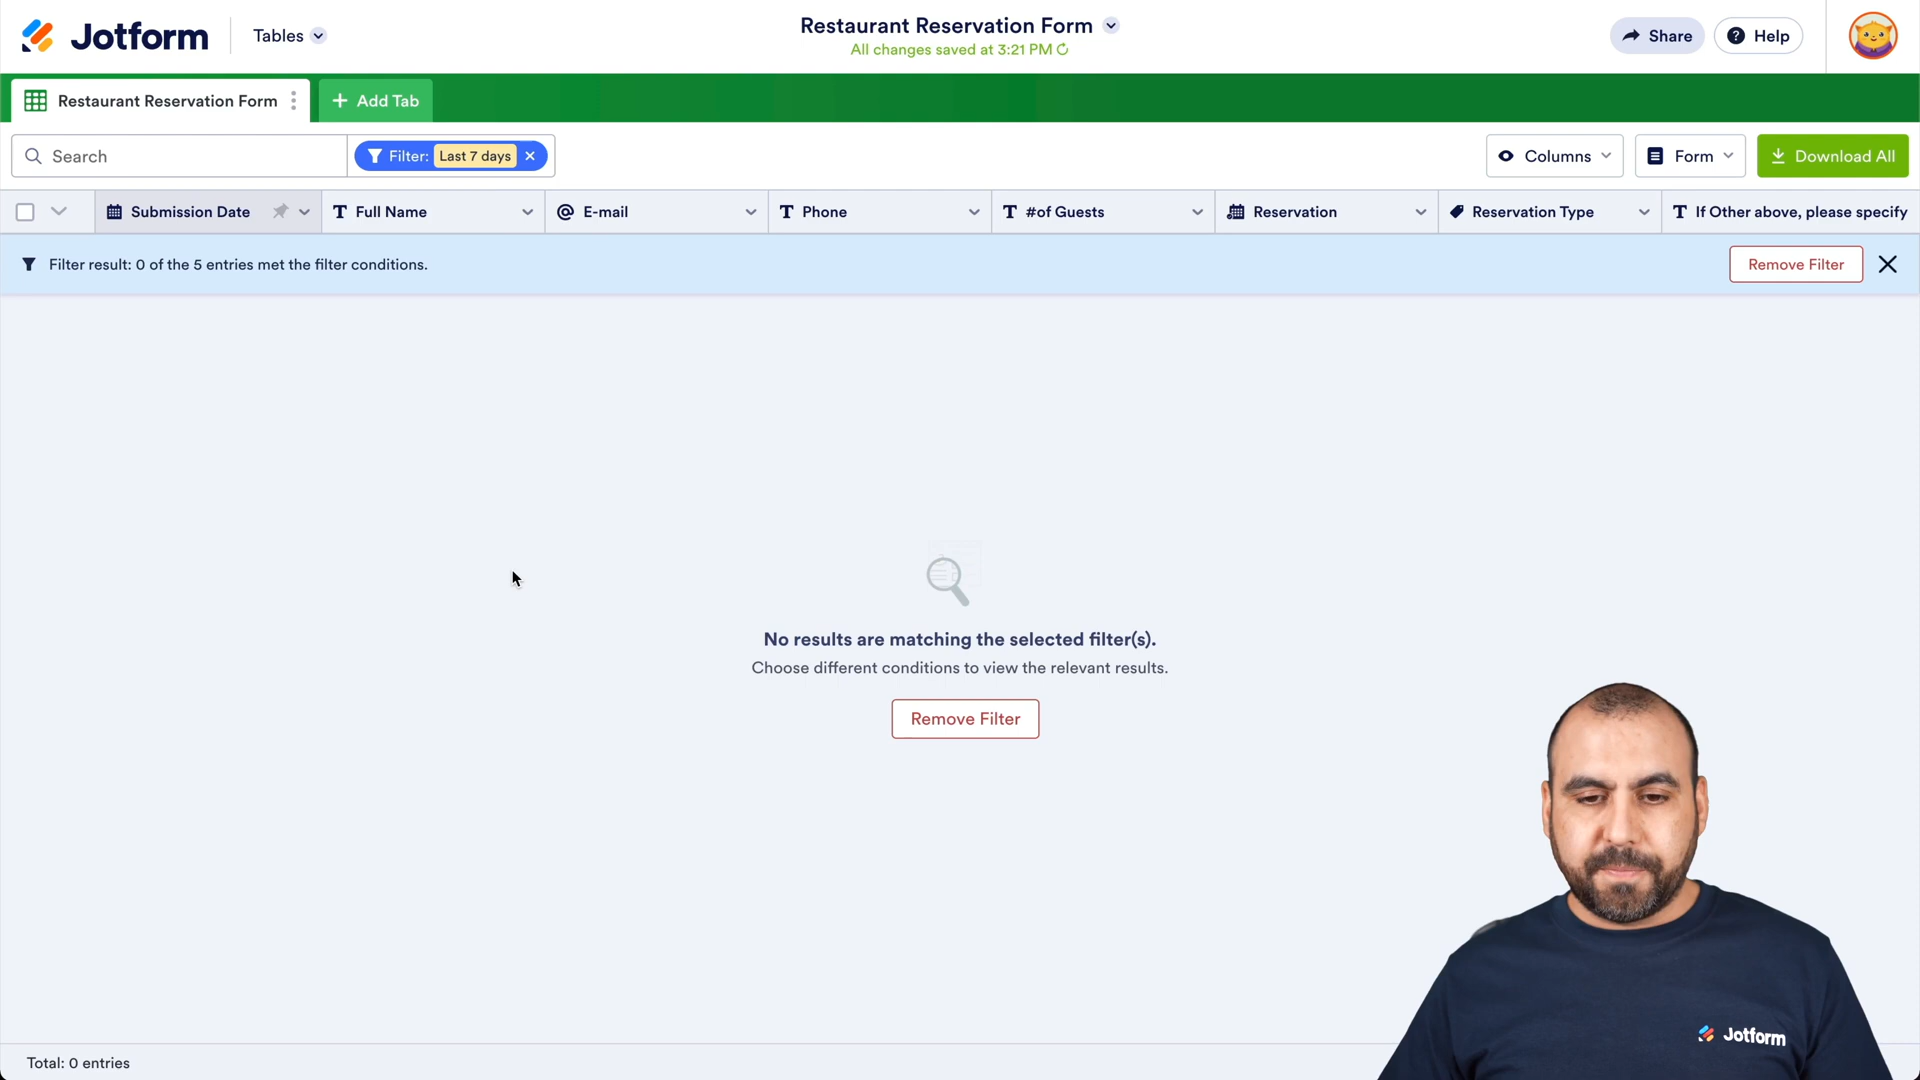 Jotform
Tables
Restaurant Reservation Form
All changes saved at 3:21 PM
Share
Help
Restaurant Reservation Form
+ Add Tab
Search
Filter: Last 7 days
Columns
Form
Download All
Submission Date
Full Name
E-mail
Phone
#of Guests
Reservation
Reservation Type
If Other above, please specify
Filter result: 0 of the 5 entries met the filter conditions.
Remove Filter
No results are matching the selected filter(s).
Choose different conditions to view the relevant results.
Remove Filter
Jotform
Total: 0 entries